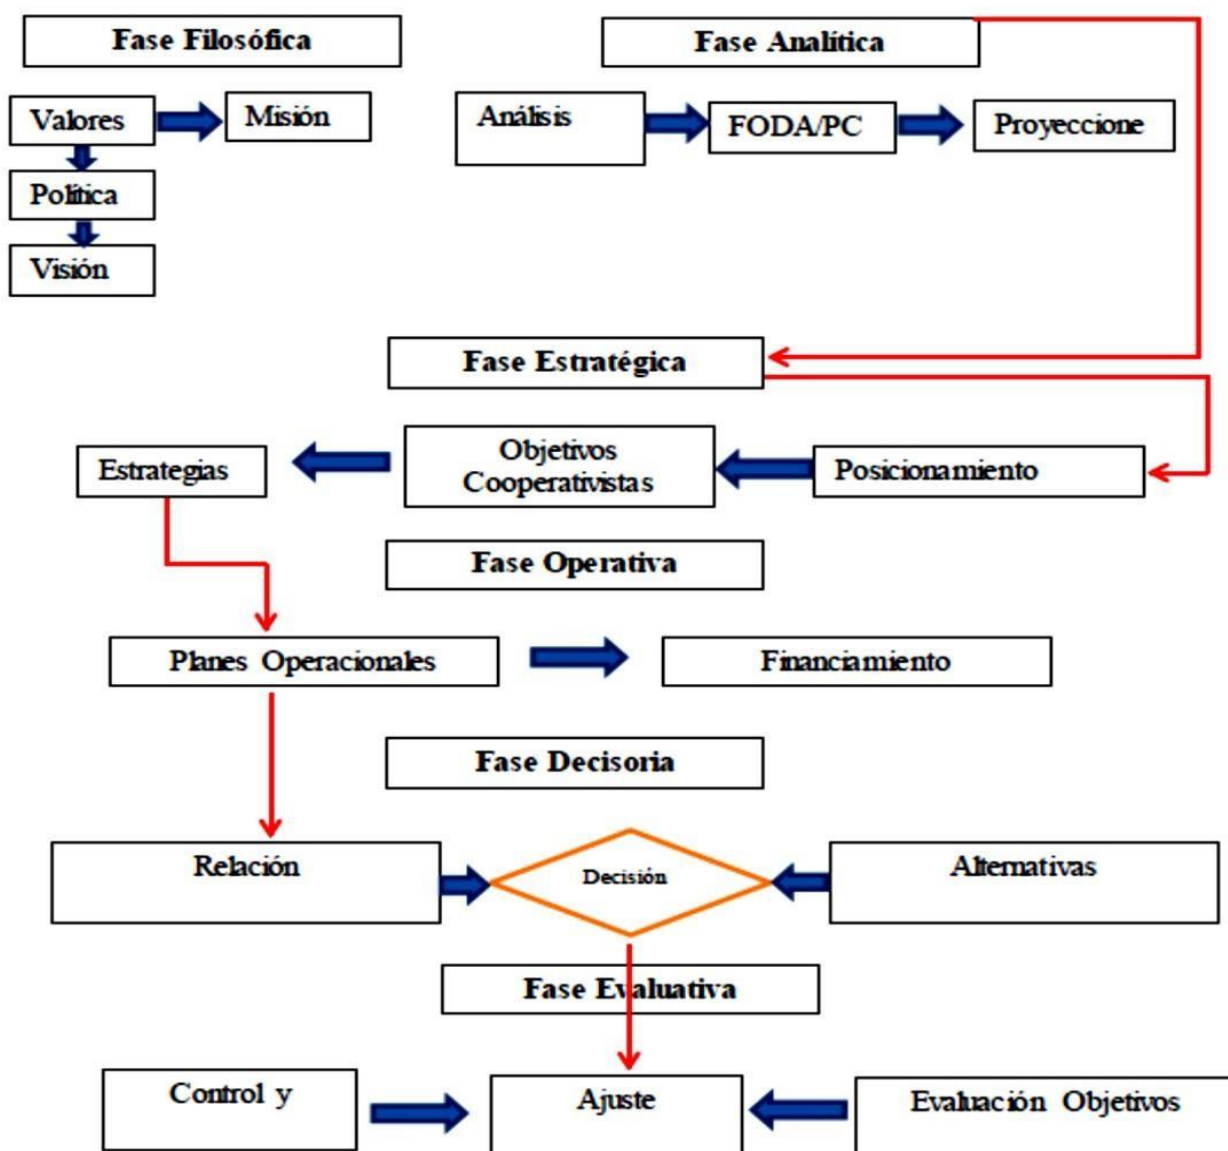 Fase Filosófica
Fase Analítica
Valores
Misión
Análisis
FODA/PC
Proyeccione
Política
Visión
Fase Estratégica
Estrategias
Objetivos
Cooperativistas
Posicionamiento
Fase Operativa
Planes Operacionales
Financiamiento
Fase Decisoria
Relación
Decisión
Alternativas
Fase Evaluativa
Control y
Ajuste
Evaluación Objetivos